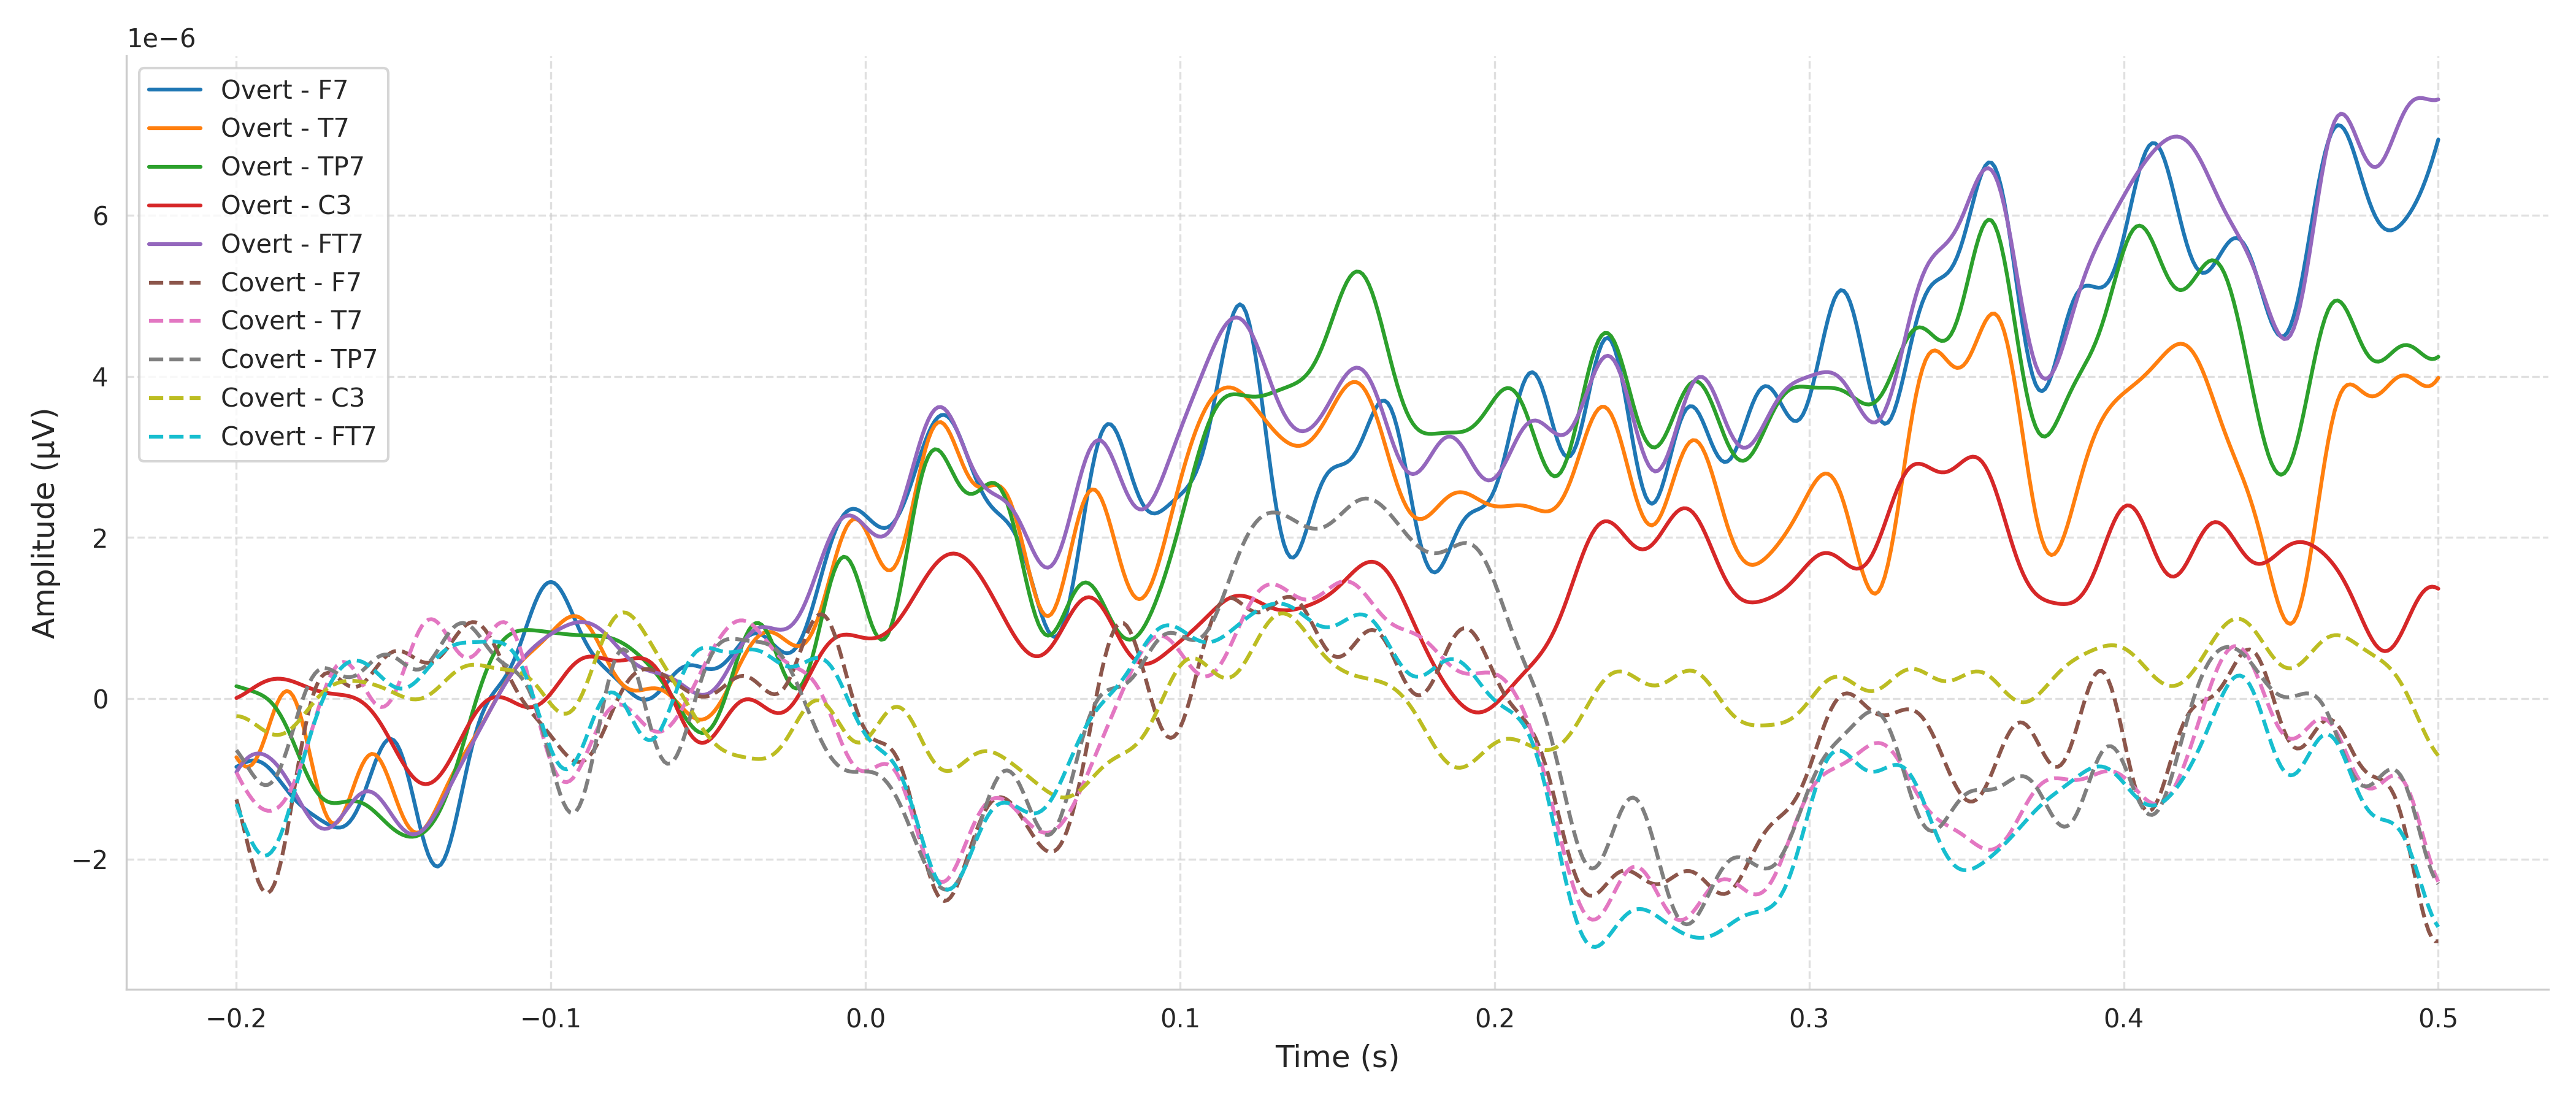 1e−6
Overt - F7
Overt - T7
Overt - TP7
Overt - C3
Overt - FT7
Covert - F7
Covert - T7
Covert - TP7
Covert - C3
Covert - FT7
6
4
2
0
−2
Amplitude (µV)
−0.2 −0.1 0.0 0.1 0.2 0.3 0.4 0.5
Time (s)